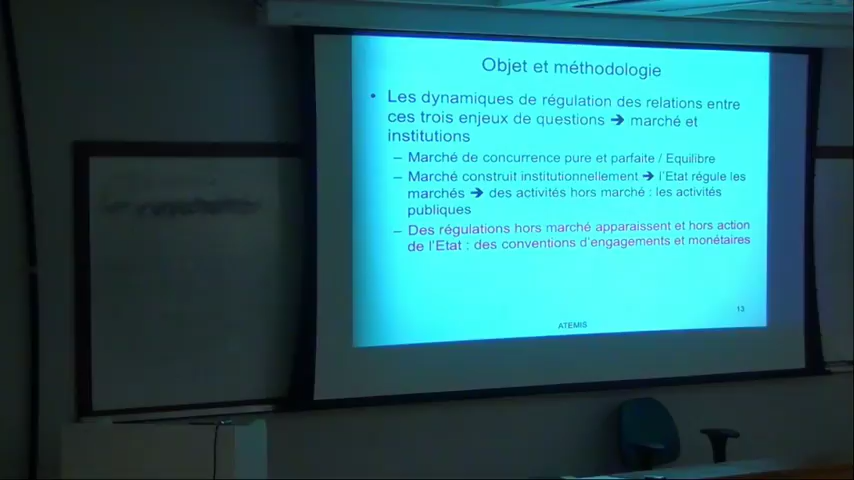 Objet et méthodologie
• Les dynamiques de régulation des relations entre
ces trois enjeux de questions ➔ marché et
institutions
– Marché de concurrence pure et parfaite / Equilibre
– Marché construit institutionnellement ➔ l'Etat régule les
marchés ➔ des activités hors marché : les activités
publiques
– Des régulations hors marché apparaissent et hors action
de l'Etat : des conventions d'engagements et monétaires
ATEMIS
13